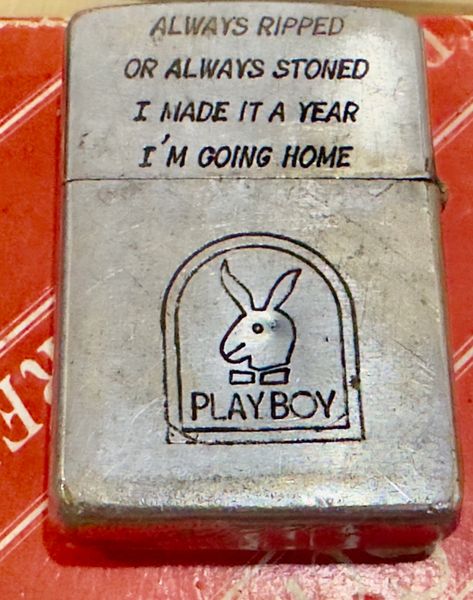 ALWAYS RIPPED
OR ALWAYS STONED
I MADE IT A YEAR
I'M GOING HOME
PLAYBOY